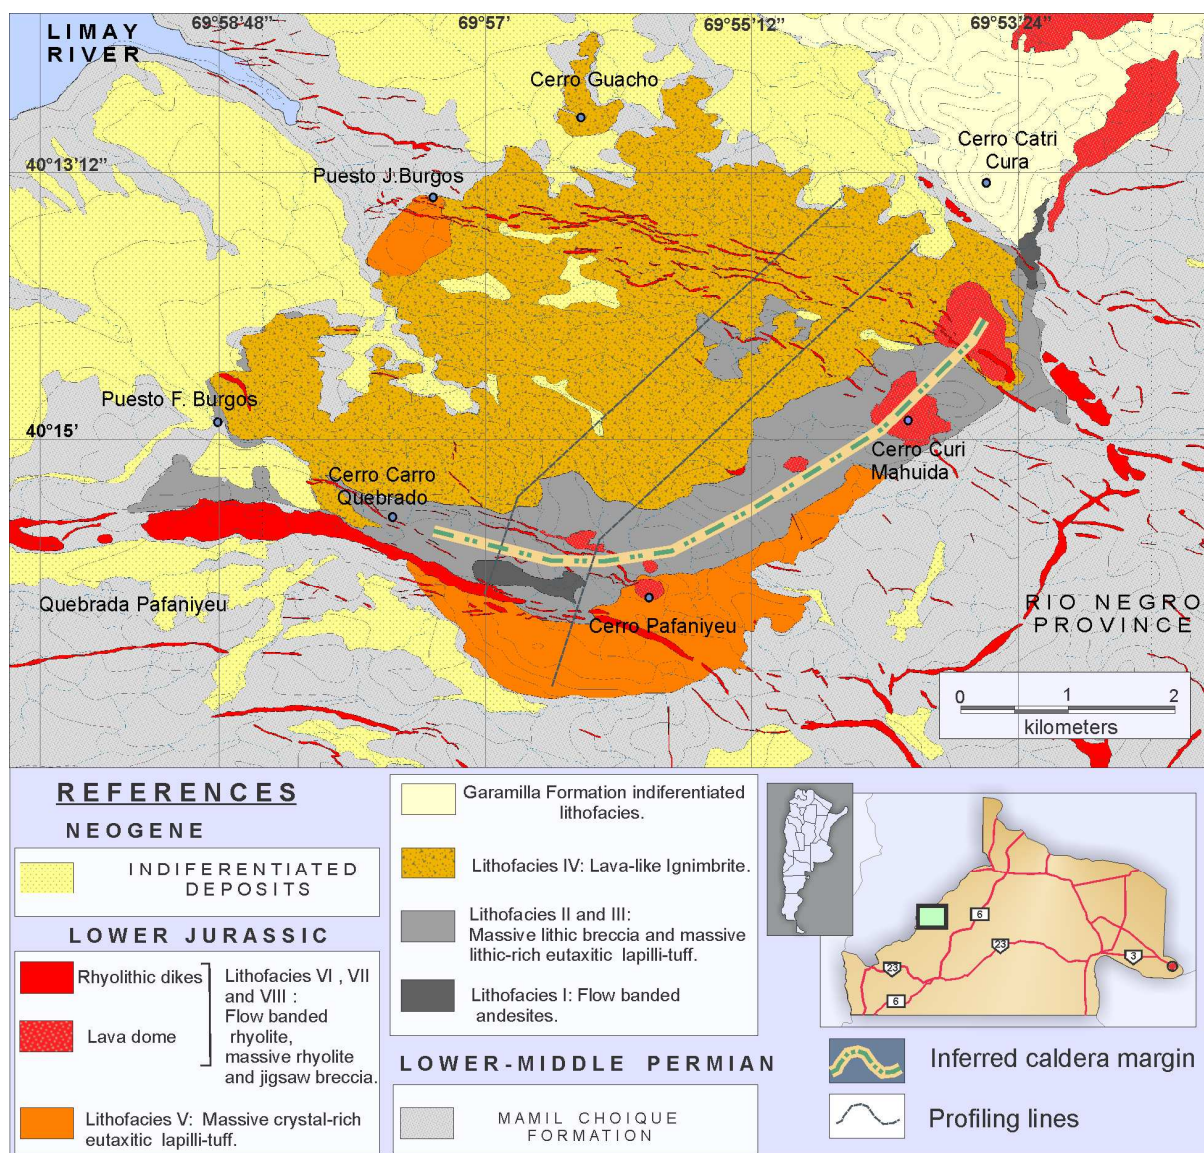 69°58'48"
69°57'
69°55'12"
69°53'24"
LIMAY
RIVER
Cerro Guacho
Cerro Catri
Cura
40°13'12"
Puesto J.Burgos
Puesto F. Burgos
40°15'
Cerro Carro
Quebrado
Cerro Curi
Mahuida
Quebrada Pafaniyeu
Cerro Pafaniyeu
RIO NEGRO
PROVINCE
0 1 2
kilometers
REFERENCES
NEOGENE
INDIFERENTIATED
DEPOSITS
LOWER JURASSIC
Rhyolithic dikes
Lava dome
Lithofacies VI , VII
and VIII :
Flow banded
rhyolite,
massive rhyolite
and jigsaw breccia.
Lithofacies V: Massive crystal-rich
eutaxitic lapilli-tuff.
Garamilla Formation indiferentiated
lithofacies.
Lithofacies IV: Lava-like Ignimbrite.
Lithofacies II and III:
Massive lithic breccia and massive
lithic-rich eutaxitic lapilli-tuff.
Lithofacies I: Flow banded
andesites.
LOWER-MIDDLE PERMIAN
MAMIL CHOIQUE
FORMATION
6
23
3
23
6
Inferred caldera margin
Profiling lines